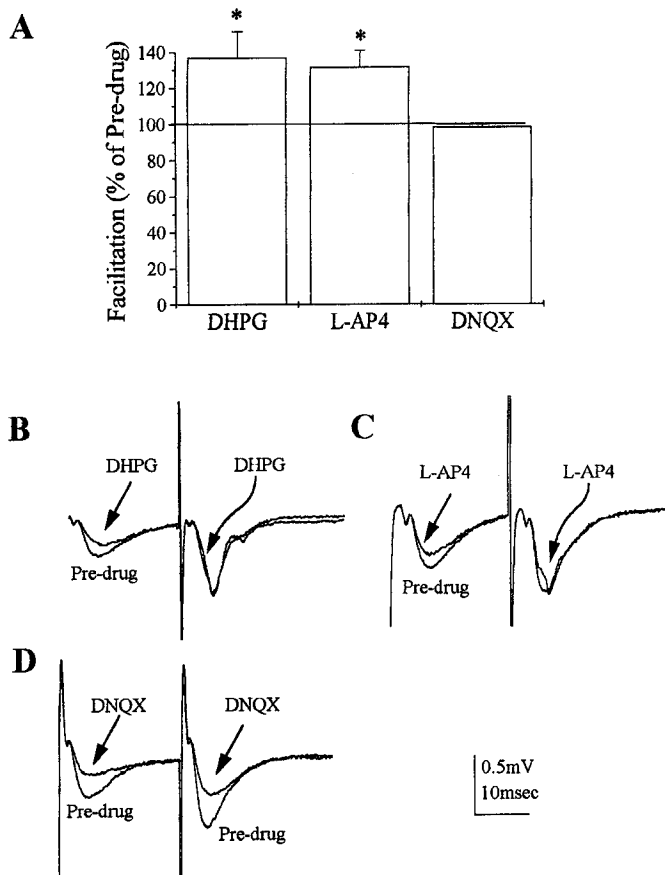 A
*
*
Facilitation (% of Pre-drug)
140
120
100
80
60
40
20
0
DHPG
L-AP4
DNQX
B
DHPG
DHPG
Pre-drug
C
L-AP4
L-AP4
Pre-drug
D
DNQX
DNQX
Pre-drug
Pre-drug
0.5mV
10msec